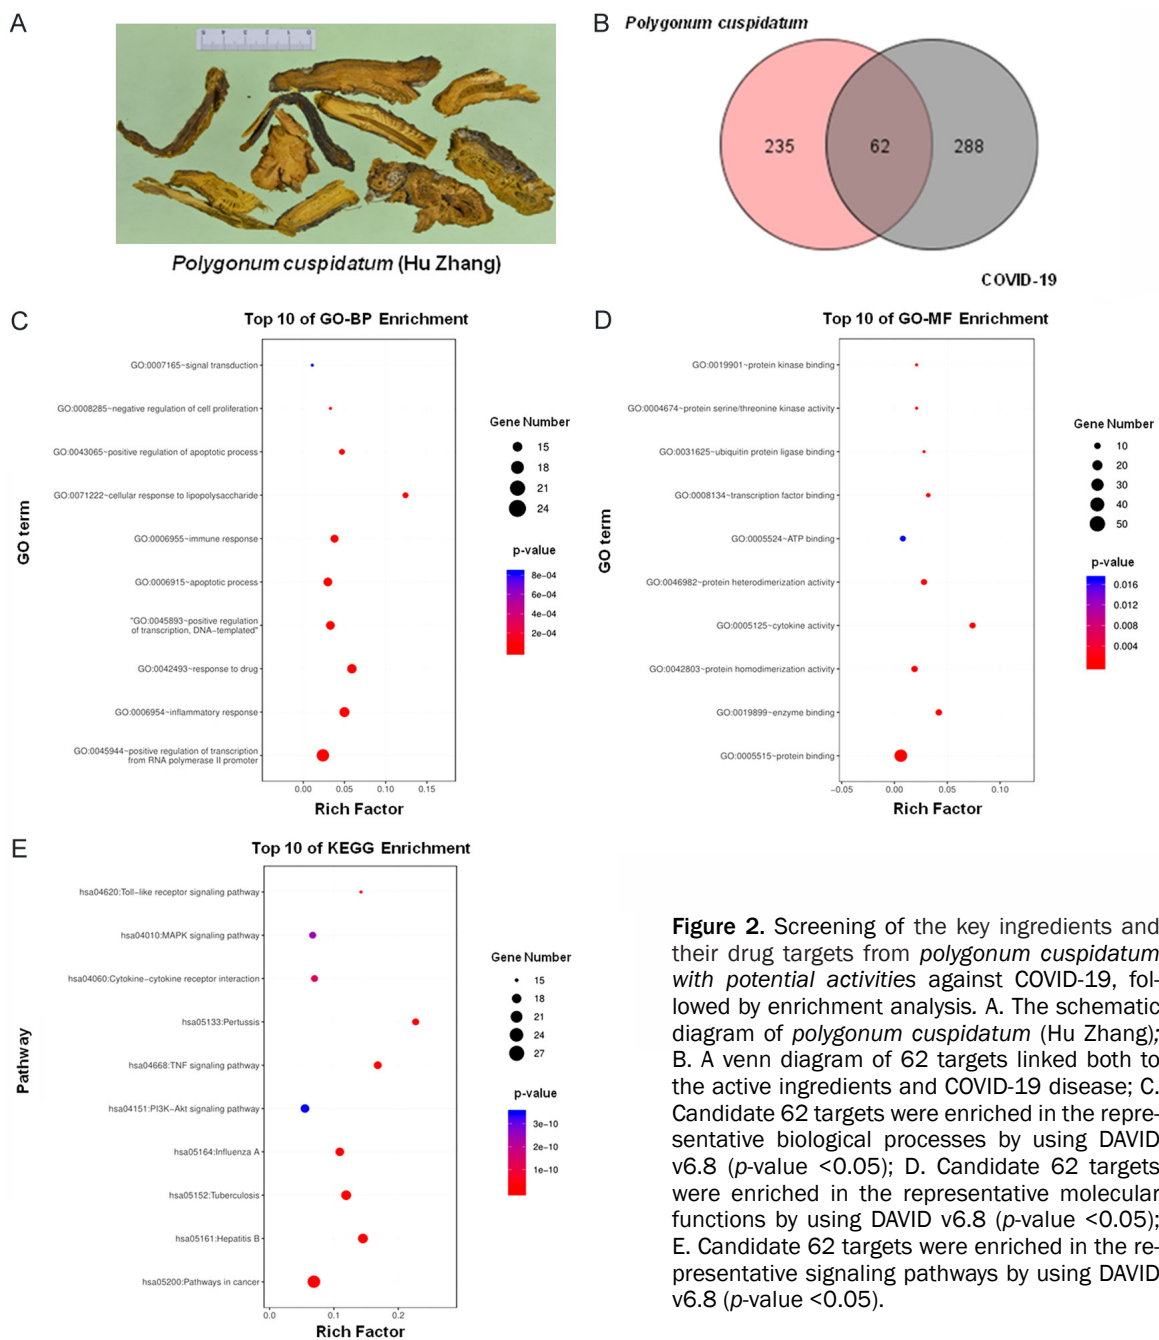 A
5 4 3 2 1 0
Polygonum cuspidatum (Hu Zhang)
B
Polygonum cuspidatum
235
62
288
COVID-19
C
Top 10 of GO-BP Enrichment
GO term
GO:0007165~signal transduction
GO:0008285~negative regulation of cell proliferation
GO:0043065~positive regulation of apoptotic process
GO:0071222~cellular response to lipopolysaccharide
GO:0006955~immune response
GO:0006915~apoptotic process
"GO:0045893~positive regulation
of transcription, DNA−templated"
GO:0042493~response to drug
GO:0006954~inflammatory response
GO:0045944~positive regulation of transcription
from RNA polymerase II promoter
0.00 0.05 0.10 0.15
Rich Factor
Gene Number
15
18
21
24
p-value
8e−04
6e−04
4e−04
2e−04
D
Top 10 of GO-MF Enrichment
GO term
GO:0019901~protein kinase binding
GO:0004674~protein serine/threonine kinase activity
GO:0031625~ubiquitin protein ligase binding
GO:0008134~transcription factor binding
GO:0005524~ATP binding
GO:0046982~protein heterodimerization activity
GO:0005125~cytokine activity
GO:0042803~protein homodimerization activity
GO:0019899~enzyme binding
GO:0005515~protein binding
−0.05 0.00 0.05 0.10
Rich Factor
Gene Number
10
20
30
40
50
p-value
0.016
0.012
0.008
0.004
E
Top 10 of KEGG Enrichment
Pathway
hsa04620:Toll−like receptor signaling pathway
hsa04010:MAPK signaling pathway
hsa04060:Cytokine−cytokine receptor interaction
hsa05133:Pertussis
hsa04668:TNF signaling pathway
hsa04151:PI3K−Akt signaling pathway
hsa05164:Influenza A
hsa05152:Tuberculosis
hsa05161:Hepatitis B
hsa05200:Pathways in cancer
0.0 0.1 0.2
Rich Factor
Gene Number
15
18
21
24
27
p-value
3e−10
2e−10
1e−10
Figure 2. Screening of the key ingredients and
their drug targets from polygonum cuspidatum
with potential activities against COVID-19, fol-
lowed by enrichment analysis. A. The schematic
diagram of polygonum cuspidatum (Hu Zhang);
B. A venn diagram of 62 targets linked both to
the active ingredients and COVID-19 disease; C.
Candidate 62 targets were enriched in the repre-
sentative biological processes by using DAVID
v6.8 (p-value <0.05); D. Candidate 62 targets
were enriched in the representative molecular
functions by using DAVID v6.8 (p-value <0.05);
E. Candidate 62 targets were enriched in the re-
presentative signaling pathways by using DAVID
v6.8 (p-value <0.05).